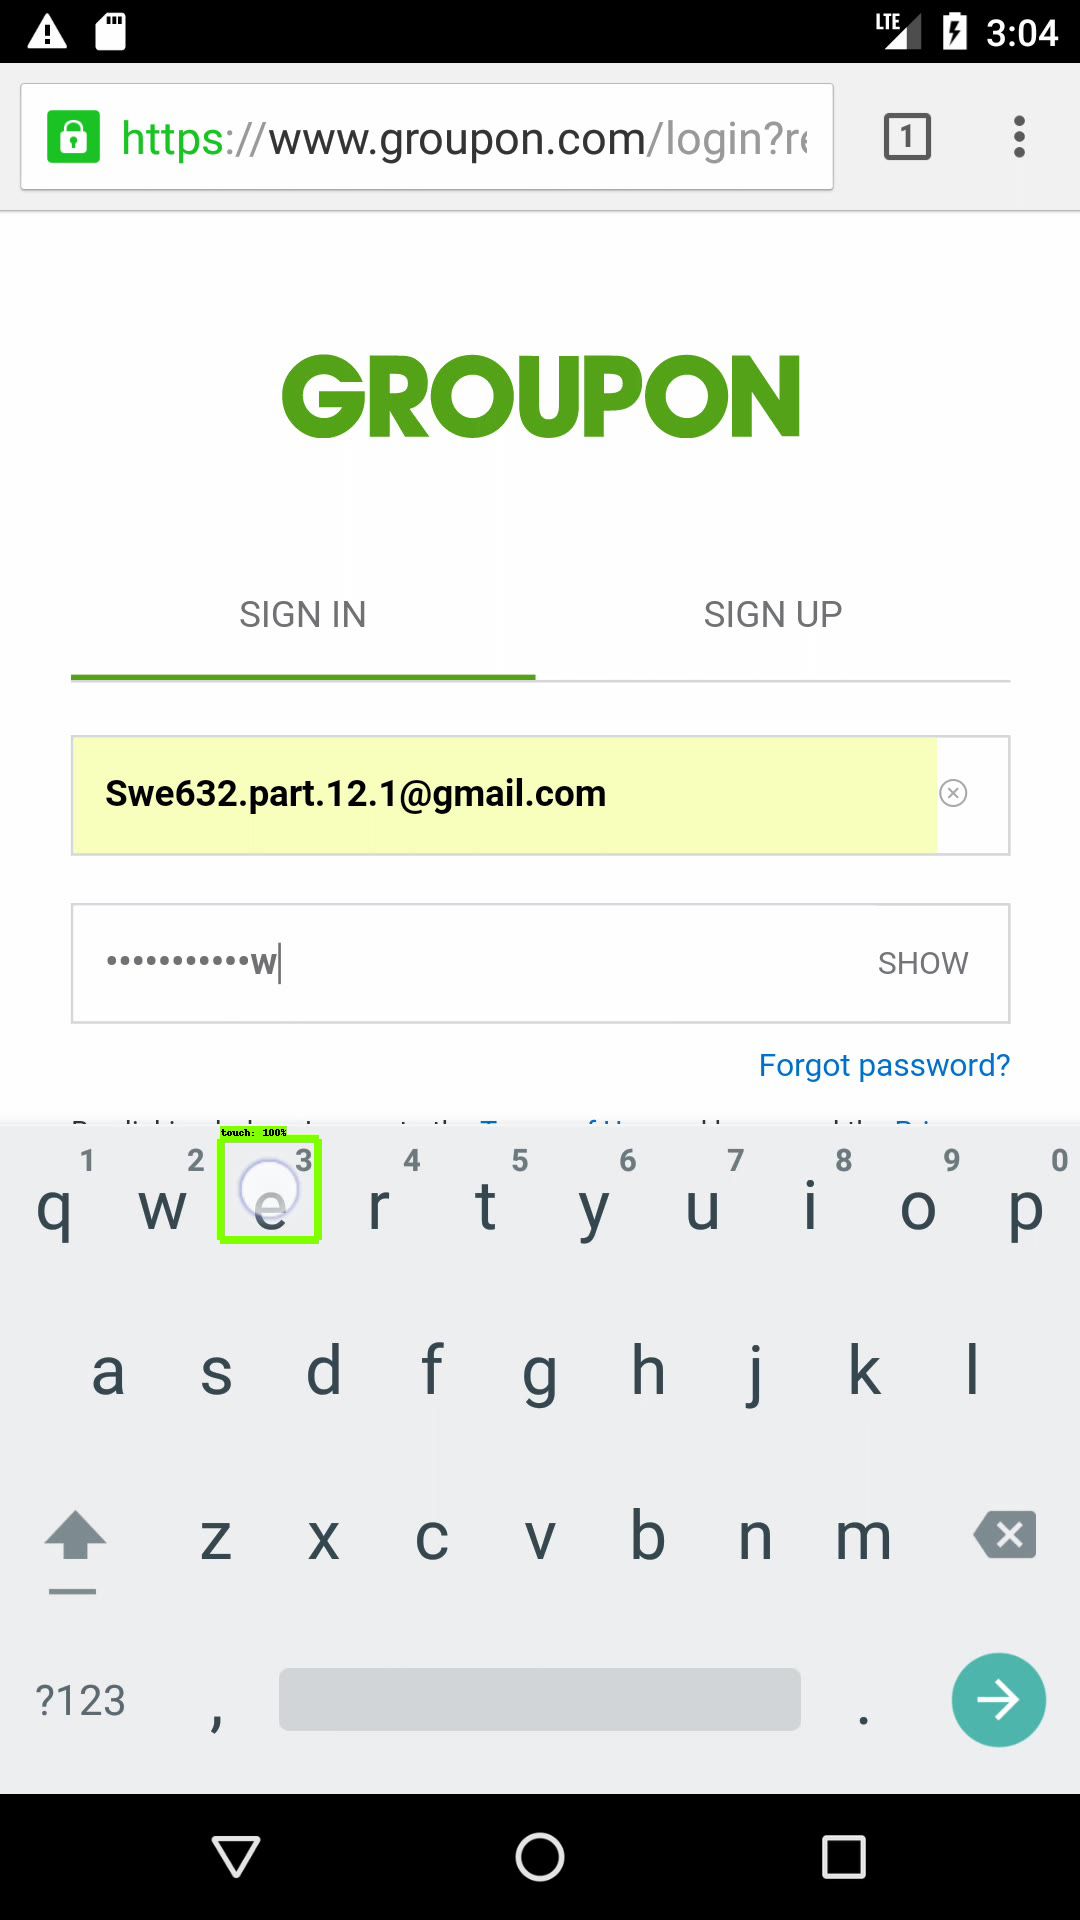 LTE 3:04
https://www.groupon.com/login?re
1
GROUPON
SIGN IN SIGN UP
Swe632.part.12.1@gmail.com
•••••••••••w SHOW
Forgot password?
touch: 100%
1 2 3 4 5 6 7 8 9 0
q w e r t y u i o p
a s d f g h j k l
z x c v b n m
?123 , .